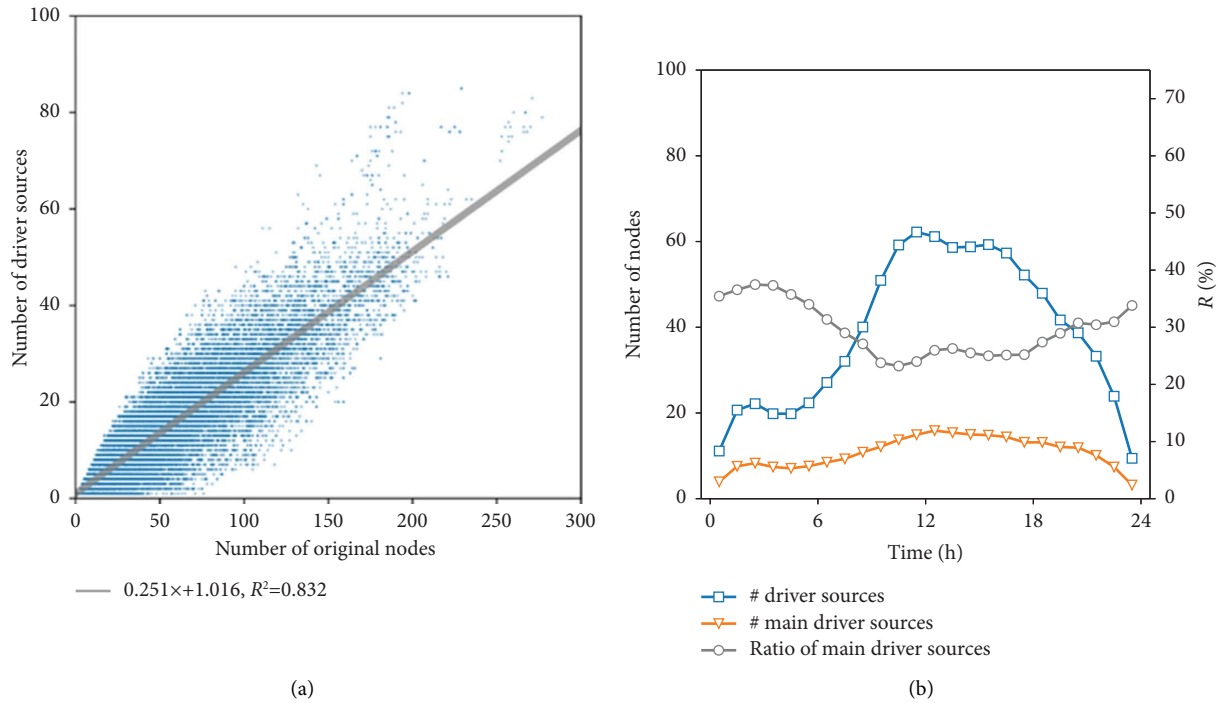 100
80
60
40
20
0
Number of driver sources
0 50 100 150 200 250 300
Number of original nodes
0.251×+1.016, R²=0.832
(a)
100
80
60
40
20
0
Number of nodes
70
60
50
40
30
20
10
0
R (%)
0 6 12 18 24
Time (h)
# driver sources
# main driver sources
Ratio of main driver sources
(b)